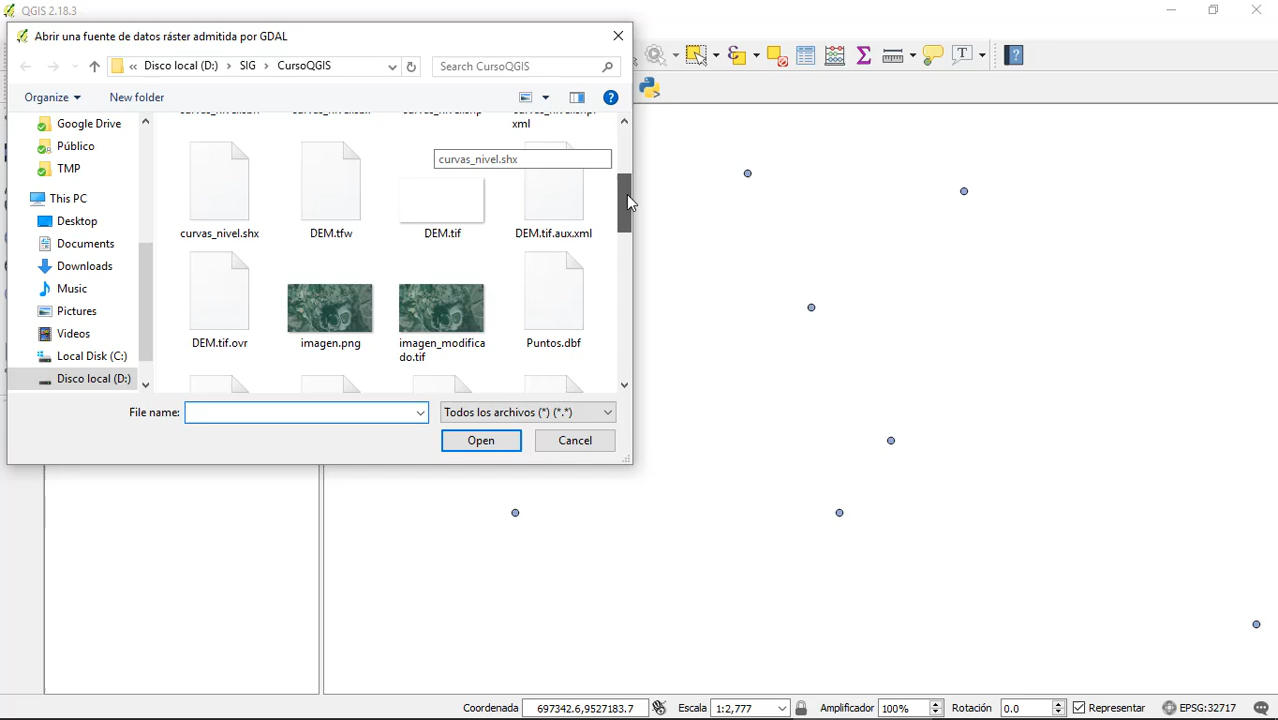 QGIS 2.18.3
Abrir una fuente de datos ráster admitida por GDAL
« Disco local (D:) > SIG > CursoQGIS
Search CursoQGIS
Organize
New folder
Google Drive
Público
TMP
This PC
Desktop
Documents
Downloads
Music
Pictures
Videos
Local Disk (C:)
Disco local (D:)
xml
curvas_nivel.shx
curvas_nivel.shx
DEM.tfw
DEM.tif
DEM.tif.aux.xml
DEM.tif.ovr
imagen.png
imagen_modifica
do.tif
Puntos.dbf
File name:
Todos los archivos (*) (*.*)
Open
Cancel
Coordenada 697342.6,9527183.7 Escala 1:2,777 Amplificador 100% Rotación 0.0 Representar EPSG:32717